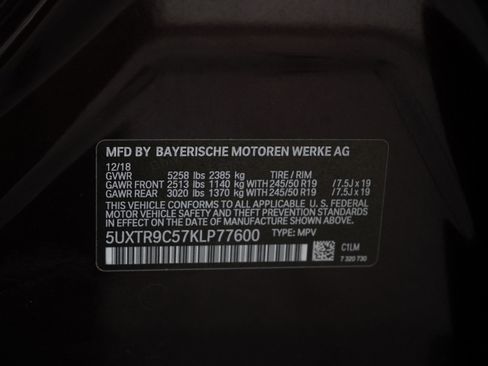 MFD BY BAYERISCHE MOTOREN WERKE AG
12/18
GVWR 5258 lbs 2385 kg TIRE / RIM
GAWR FRONT 2513 lbs 1140 kg WITH 245/50 R19 /7.5J x 19
GAWR REAR 3020 lbs 1370 kg WITH 245/50 R19 /7.5J x 19
THIS VEHICLE CONFORMS TO ALL APPLICABLE U. S. FEDERAL
MOTOR VEHICLE SAFETY STANDARDS IN EFFECT ON THE DATE
OF MANUFACTURE SHOWN ABOVE.
5UXTR9C57KLP77600 TYPE: MPV
C1LM
7 320 730